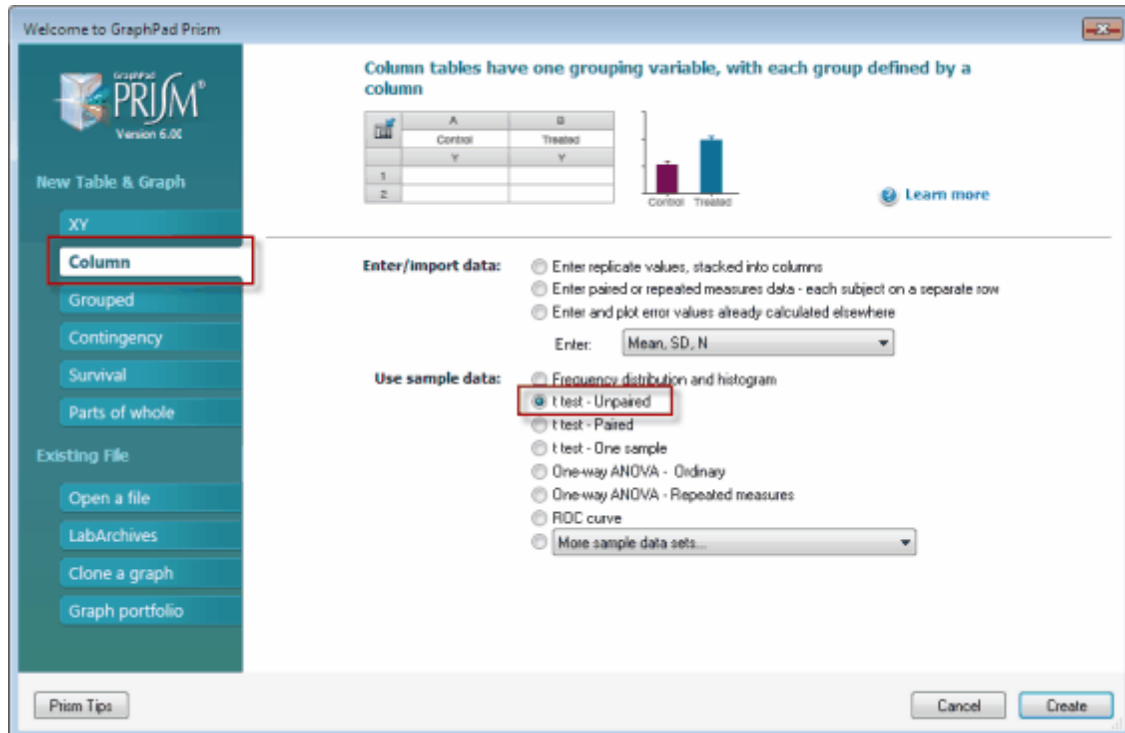 Welcome to GraphPad Prism
GraphPad
PRISM®
Version 6.00
New Table & Graph
XY
Column
Grouped
Contingency
Survival
Parts of whole
Existing File
Open a file
LabArchives
Clone a graph
Graph portfolio
Column tables have one grouping variable, with each group defined by a
column
A B
Control Treated
Y Y
1
2
Control Treated
Learn more
Enter/import data:
Enter replicate values, stacked into columns
Enter paired or repeated measures data - each subject on a separate row
Enter and plot error values already calculated elsewhere
Enter: Mean, SD, N
Use sample data:
Frequency distribution and histogram
t test - Unpaired
t test - Paired
t test - One sample
One-way ANOVA - Ordinary
One-way ANOVA - Repeated measures
ROC curve
More sample data sets...
Prism Tips
Cancel
Create